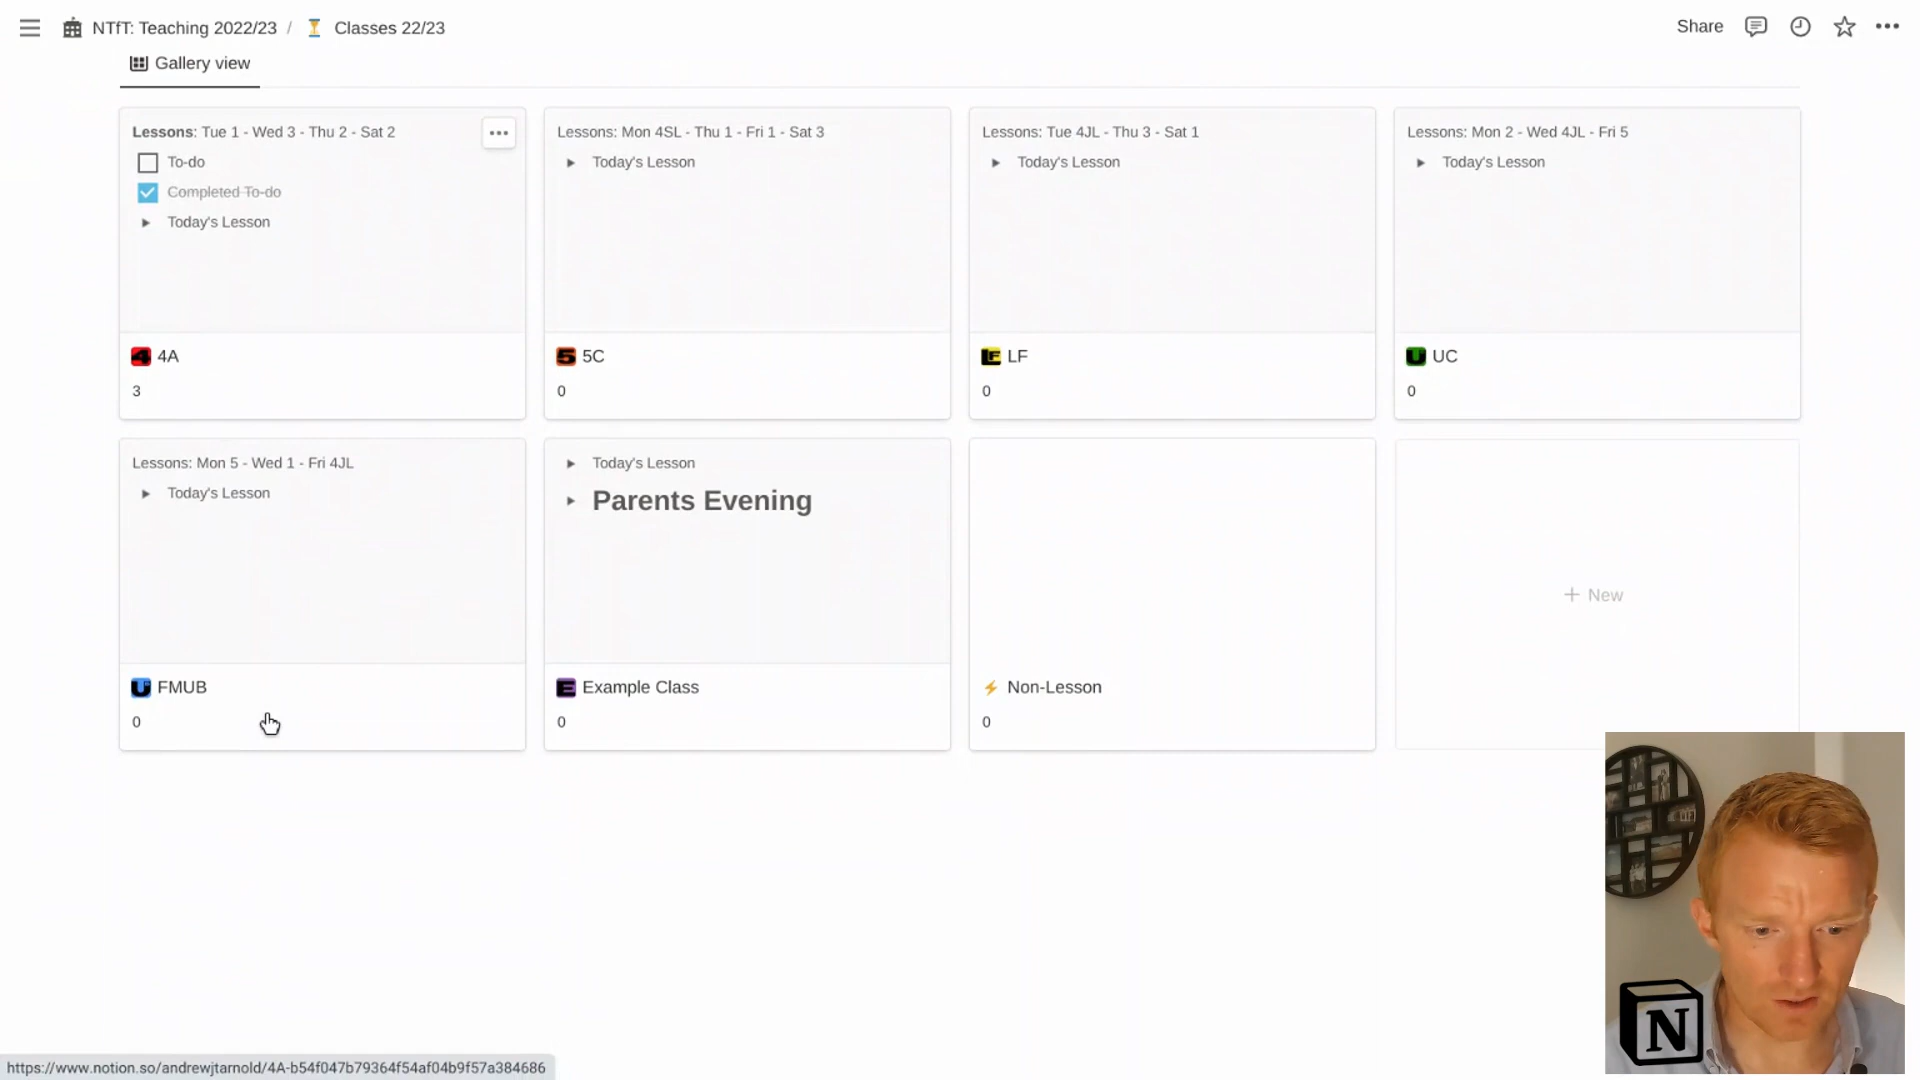 NTfT: Teaching 2022/23 / Classes 22/23
Share
Gallery view
Lessons: Tue 1 - Wed 3 - Thu 2 - Sat 2
To-do
Completed To-do
Today's Lesson
4 4A
3
Lessons: Mon 4SL - Thu 1 - Fri 1 - Sat 3
Today's Lesson
5 5C
0
Lessons: Tue 4JL - Thu 3 - Sat 1
Today's Lesson
LF LF
0
Lessons: Mon 2 - Wed 4JL - Fri 5
Today's Lesson
U UC
0
Lessons: Mon 5 - Wed 1 - Fri 4JL
Today's Lesson
U FMUB
0
Today's Lesson
Parents Evening
E Example Class
0
Non-Lesson
0
+ New
N
https://www.notion.so/andrewjtarnold/4A-b54f047b79364f54af04b9f57a384686